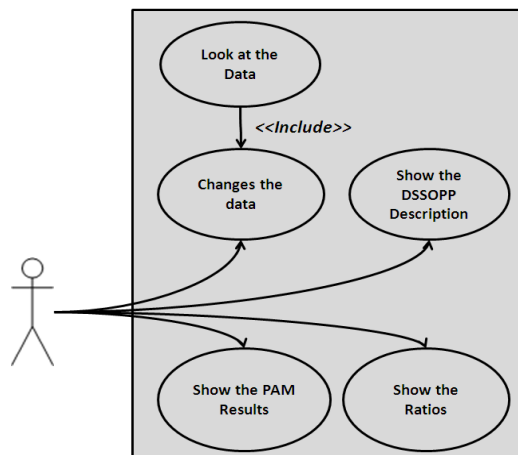 Look at the
Data
<<Include>>
Changes the
data
Show the
DSSOPP
Description
Show the PAM
Results
Show the
Ratios